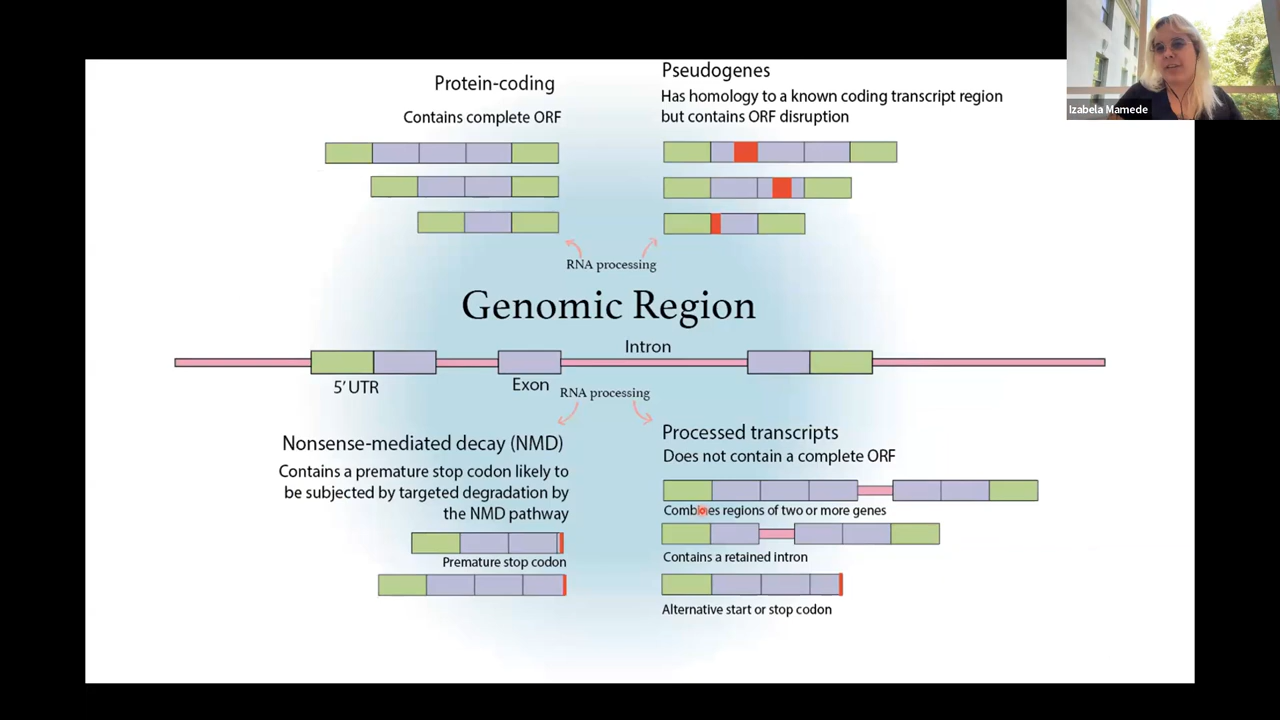 Protein-coding
Contains complete ORF
Pseudogenes
Has homology to a known coding transcript region
but contains ORF disruption
Izabela Mamede
RNA processing
Genomic Region
Intron
5' UTR
Exon
RNA processing
Nonsense-mediated decay (NMD)
Contains a premature stop codon likely to
be subjected by targeted degradation by
the NMD pathway
Premature stop codon
Processed transcripts
Does not contain a complete ORF
Combines regions of two or more genes
Contains a retained intron
Alternative start or stop codon